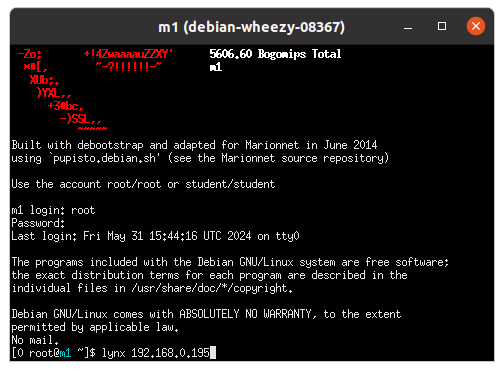 m1 (debian-wheezy-08367)
-Zo;       +!4ZwaaaauZZXY'      5606.60 Bogomips Total
 *#[,        ~-?!!!!!!-~        m1
  XUb;.
   )YXL,,
     +3#bc,
       -)SSL,,
          ~~~~~
Built with debootstrap and adapted for Marionnet in June 2014
using `pupisto.debian.sh' (see the Marionnet source repository)
Use the account root/root or student/student
m1 login: root
Password:
Last login: Fri May 31 15:44:16 UTC 2024 on tty0
The programs included with the Debian GNU/Linux system are free software;
the exact distribution terms for each program are described in the
individual files in /usr/share/doc/*/copyright.
Debian GNU/Linux comes with ABSOLUTELY NO WARRANTY, to the extent
permitted by applicable law.
No mail.
[0 root@m1 ~]$ lynx 192.168.0.195